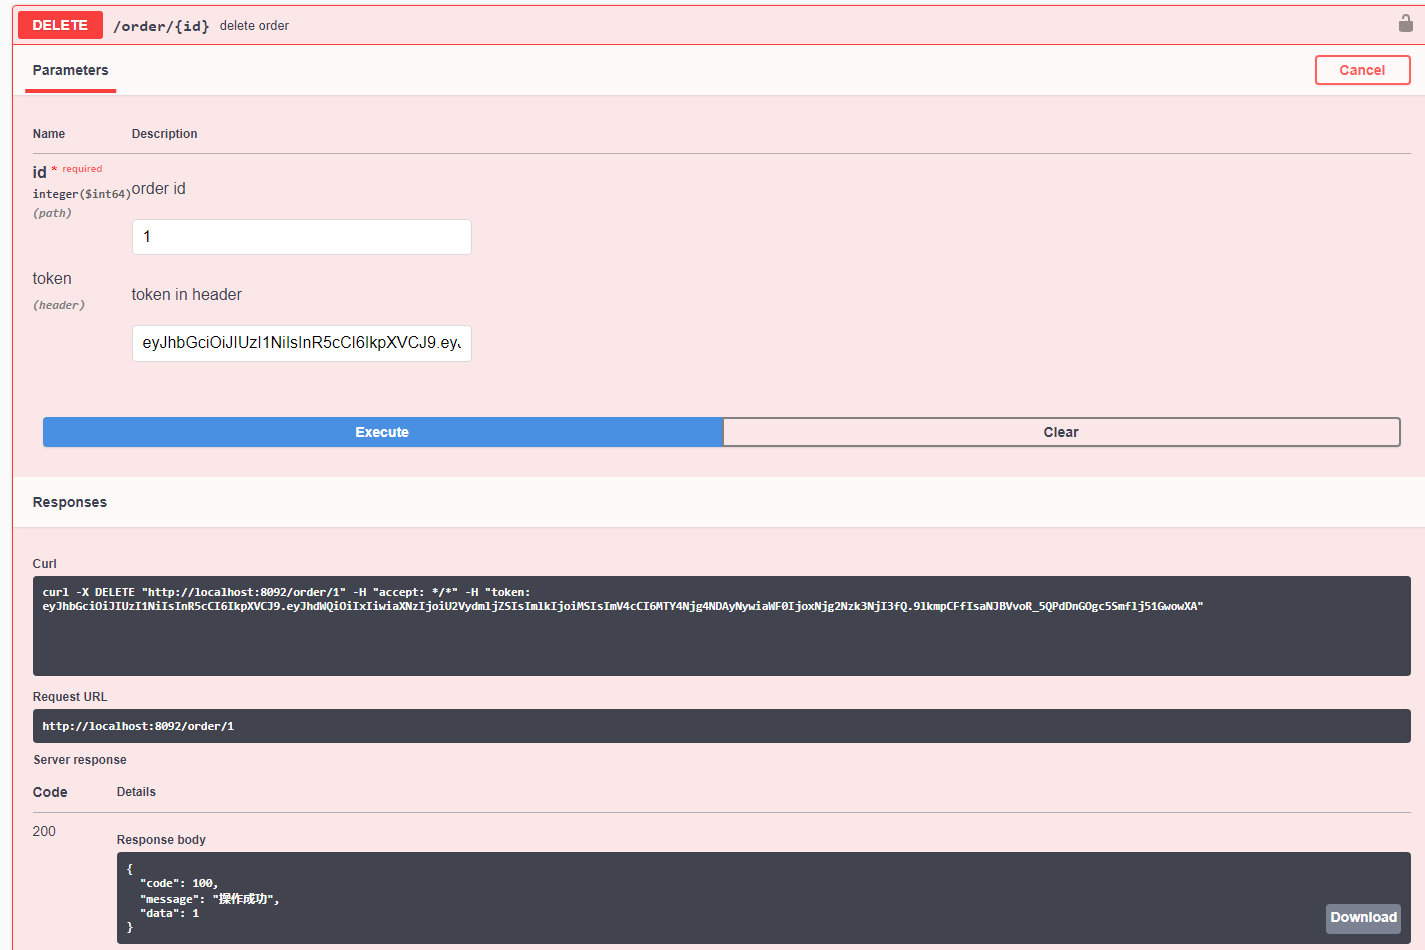 DELETE /order/{id} delete order
Parameters Cancel
Name Description
id * required
integer($int64)
(path)
order id
1
token
(header)
token in header
eyJhbGciOiJIUzI1NiIsInR5cCI6IkpXVCJ9.eyJ
Execute Clear
Responses
Curl
curl -X DELETE "http://localhost:8092/order/1" -H "accept: */*" -H "token:
eyJhbGciOiJIUzI1NiIsInR5cCI6IkpXVCJ9.eyJhdWQiOiIxIiwiaXNzIjoiU2VydmljZSIsImlkIjoiMSIsImV4cCI6MTY4Njg4NDAyNywiaWF0IjoxNjg2Nzk3NjI3fQ.9lkmpCFfIsaNJBVvoR_5QPdDnGOgc5Smflj51GwowXA"
Request URL
http://localhost:8092/order/1
Server response
Code Details
200
Response body
{
"code": 100,
"message": "操作成功",
"data": 1
}
Download